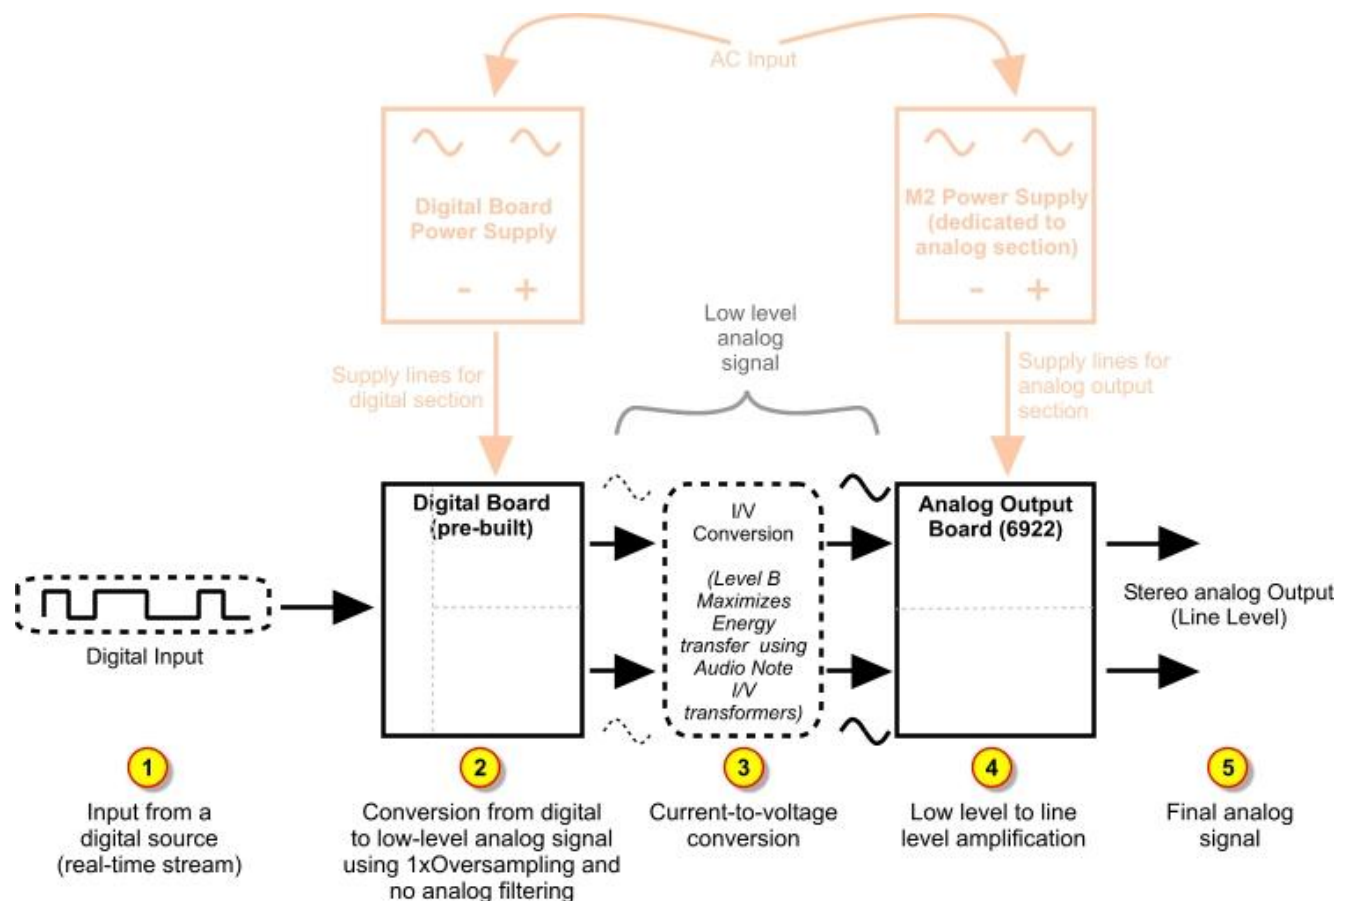 AC Input
Digital Board
Power Supply
- +
M2 Power Supply
(dedicated to
analog section)
- +
Low level
analog
signal
Supply lines for
digital section
Supply lines for
analog output
section
Digital Board
(pre-built)
I/V
Conversion
(Level B
Maximizes
Energy
transfer using
Audio Note
I/V
transformers)
Analog Output
Board (6922)
Digital Input
Stereo analog Output
(Line Level)
1
Input from a
digital source
(real-time stream)
2
Conversion from digital
to low-level analog signal
using 1xOversampling and
no analog filtering
3
Current-to-voltage
conversion
4
Low level to line
level amplification
5
Final analog
signal